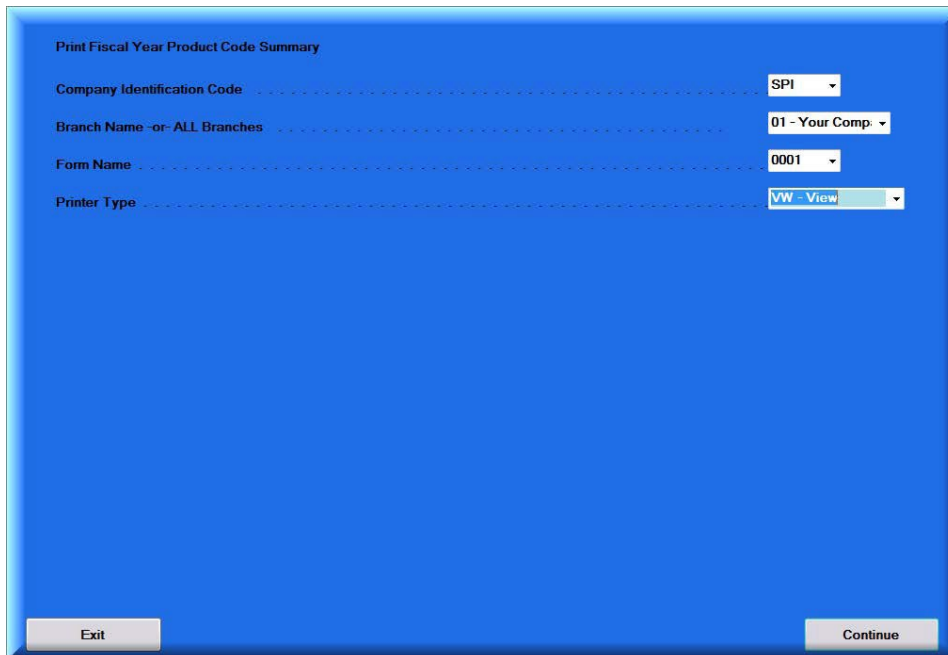 Print Fiscal Year Product Code Summary
Company Identification Code SPI
Branch Name -or- ALL Branches 01 - Your Comp
Form Name 0001
Printer Type VW - View
Exit Continue